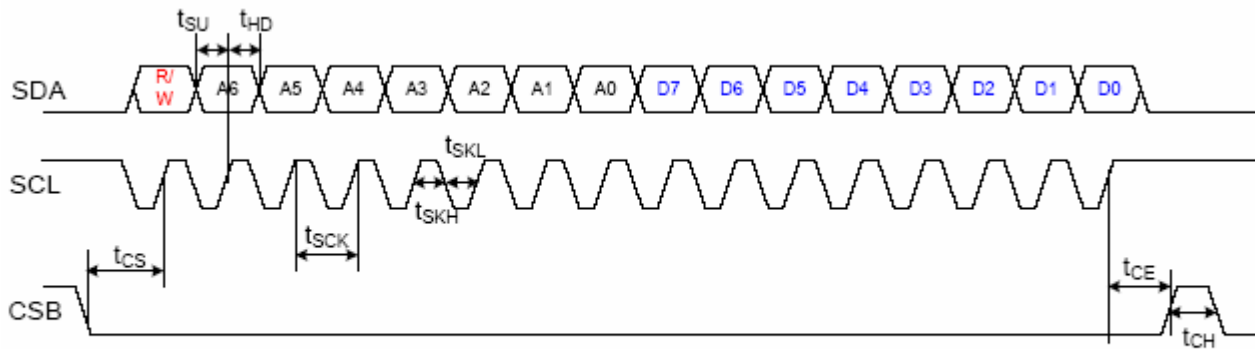 tSU tHD
SDA R/W A6 A5 A4 A3 A2 A1 A0 D7 D6 D5 D4 D3 D2 D1 D0
tSKL
SCL
tSKH
tSCK
tCS tCE
CSB
tCH